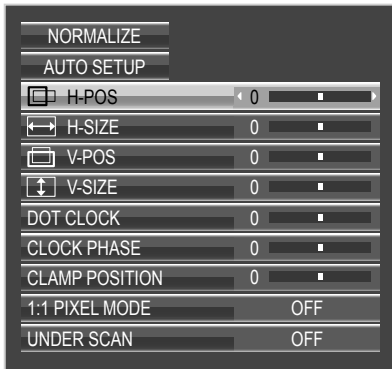 NORMALIZE
AUTO SETUP
H-POS 0
H-SIZE 0
V-POS 0
V-SIZE 0
DOT CLOCK 0
CLOCK PHASE 0
CLAMP POSITION 0
1:1 PIXEL MODE OFF
UNDER SCAN OFF